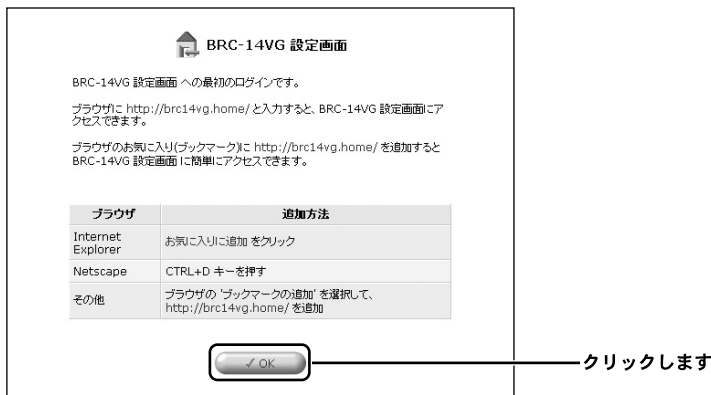 BRC-14VG 設定画面
BRC-14VG 設定画面 への最初のログインです。
ブラウザに http://brc14vg.home/ と入力すると、BRC-14VG 設定画面にア
クセスできます。
ブラウザのお気に入り(ブックマーク)に http://brc14vg.home/ を追加すると
BRC-14VG 設定画面 に簡単にアクセスできます。
ブラウザ 追加方法
Internet
Explorer
お気に入りに追加 をクリック
Netscape CTRL+D キーを押す
その他
ブラウザの 'ブックマークの追加' を選択して、
http://brc14vg.home/ を追加
✓ OK
クリックします